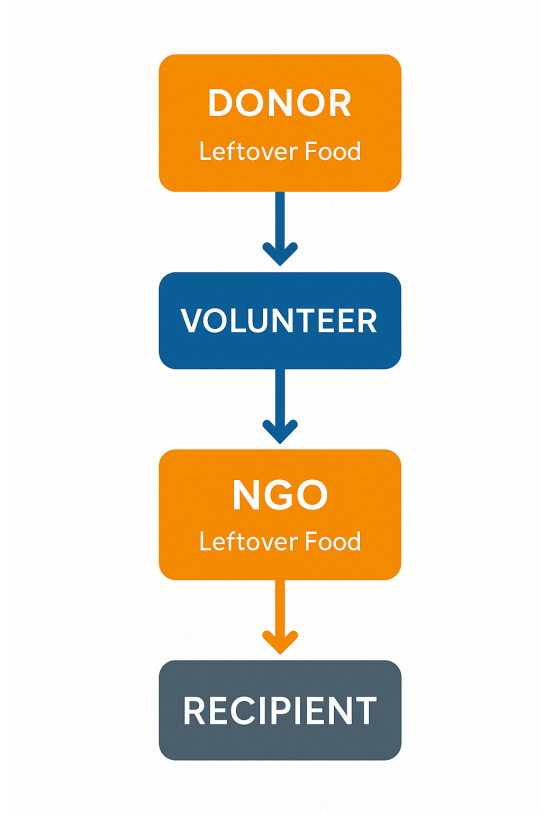 DONOR
Leftover Food
VOLUNTEER
NGO
Leftover Food
RECIPIENT